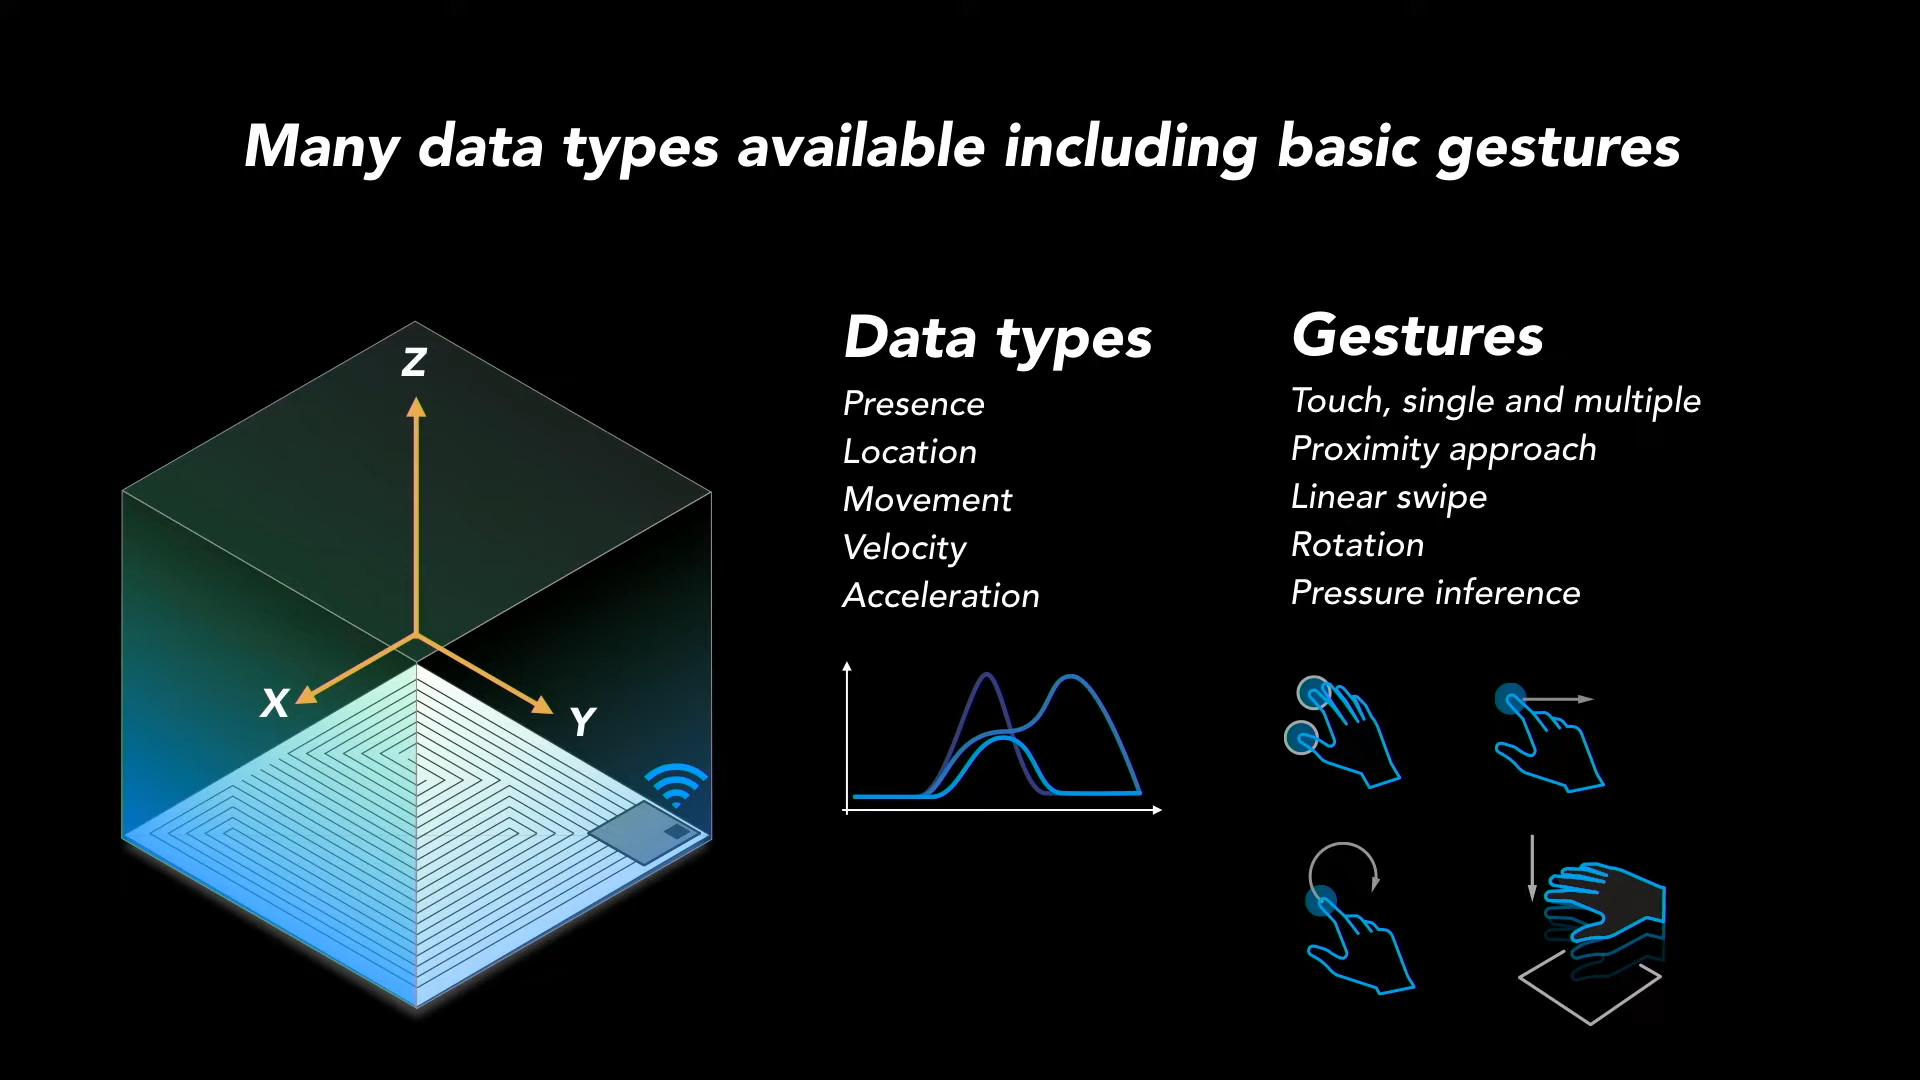 Many data types available including basic gestures
Z
X
Y
Data types
Presence
Location
Movement
Velocity
Acceleration
Gestures
Touch, single and multiple
Proximity approach
Linear swipe
Rotation
Pressure inference